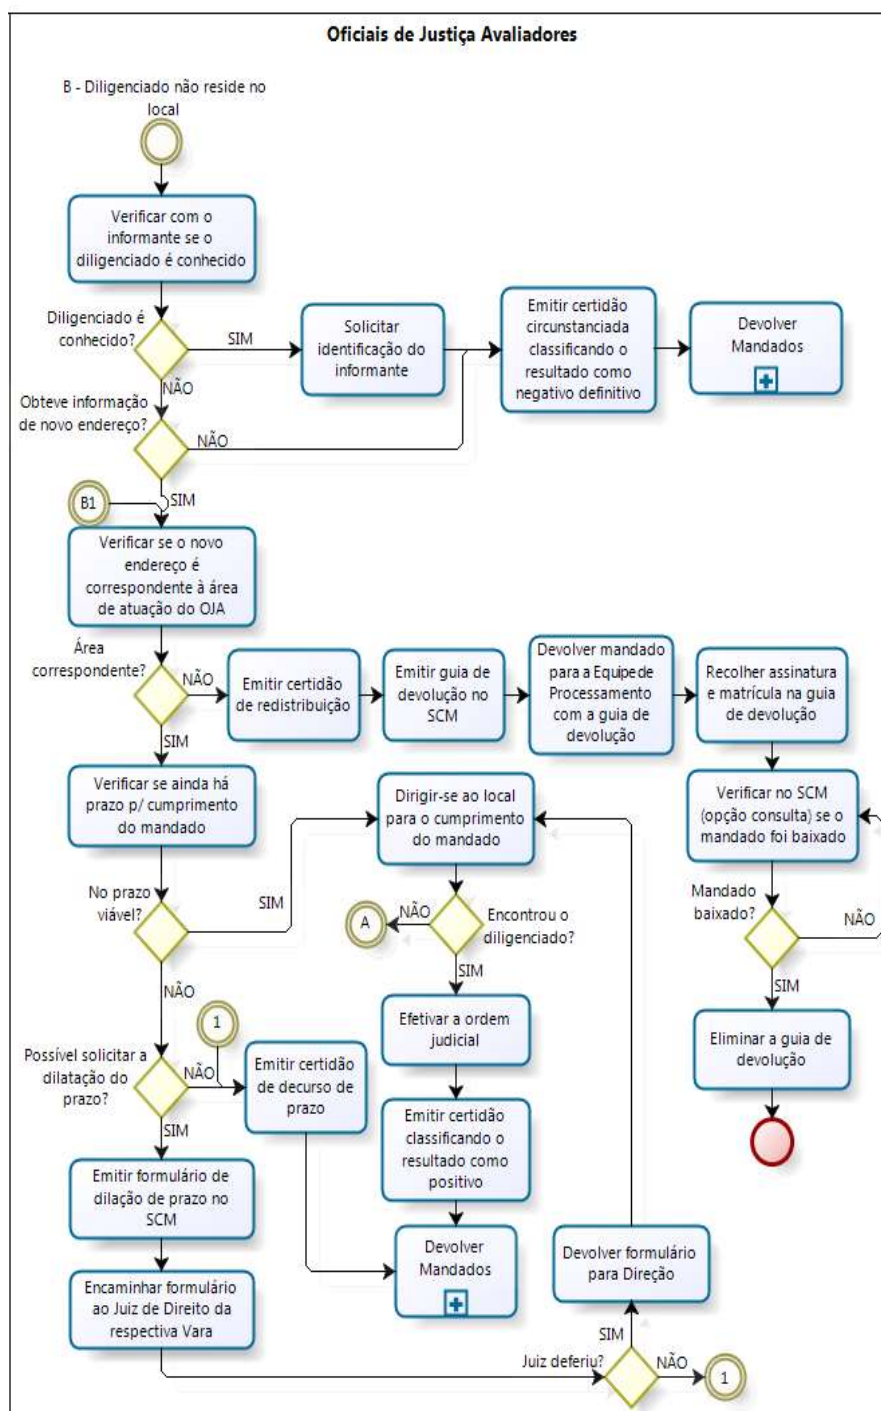 Oficiais de Justiça Avaliadores
B - Diligenciado não reside no
local
Verificar com o
informante se o
diligenciado é conhecido
Diligenciado é
conhecido?
SIM
Solicitar
identificação do
informante
Emitir certidão
circunstanciada
classificando o
resultado como
negativo definitivo
Devolver
Mandados
NÃO
Obteve informação
de novo endereço?
NÃO
SIM
B1
Verificar se o novo
endereço é
correspondente à área
de atuação do OJA
Área
correspondente?
NÃO
Emitir certidão
de redistribuição
Emitir guia de
devolução no
SCM
Devolver mandado
para a Equipe de
Processamento
com a guia de
devolução
Recolher assinatura
e matrícula na guia
de devolução
SIM
Verificar se ainda há
prazo p/ cumprimento
do mandado
Dirigir-se ao local
para o cumprimento
do mandado
Verificar no SCM
(opção consulta) se o
mandado foi baixado
No prazo
viável?
SIM
A
NÃO
Encontrou o
diligenciado?
Mandado
baixado?
NÃO
SIM
SIM
NÃO
1
Efetivar a ordem
judicial
Eliminar a guia de
devolução
Possível solicitar a
dilatação do
prazo?
NÃO
Emitir certidão
de decurso de
prazo
Emitir certidão
classificando o
resultado como
positivo
SIM
Emitir formulário de
dilação de prazo no
SCM
Devolver
Mandados
Devolver formulário
para Direção
Encaminhar formulário
ao Juiz de Direito da
respectiva Vara
SIM
Juiz deferiu?
NÃO
1